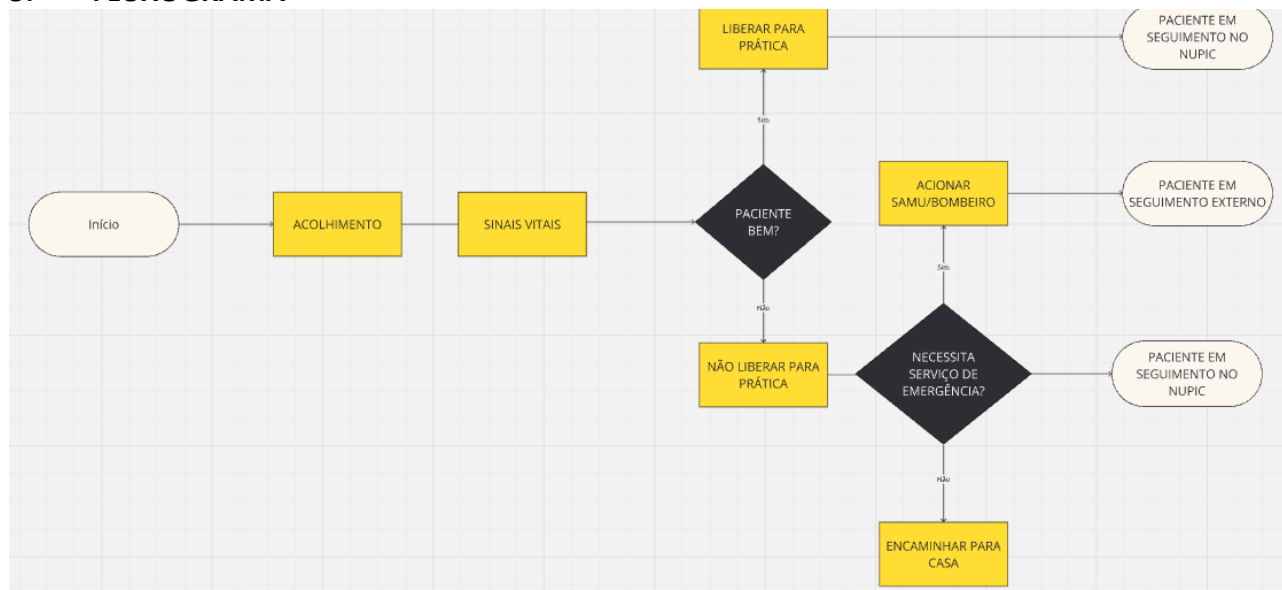 LIBERAR PARA
PRÁTICA
PACIENTE EM
SEGUIMENTO NO
NUPIC
Sim
Início
ACOLHIMENTO
SINAIS VITAIS
PACIENTE
BEM?
ACIONAR
SAMU/BOMBEIRO
PACIENTE EM
SEGUIMENTO EXTERNO
Sim
não
NÃO LIBERAR PARA
PRÁTICA
NECESSITA
SERVIÇO DE
EMERGÊNCIA?
PACIENTE EM
SEGUIMENTO NO
NUPIC
não
ENCAMINHAR PARA
CASA